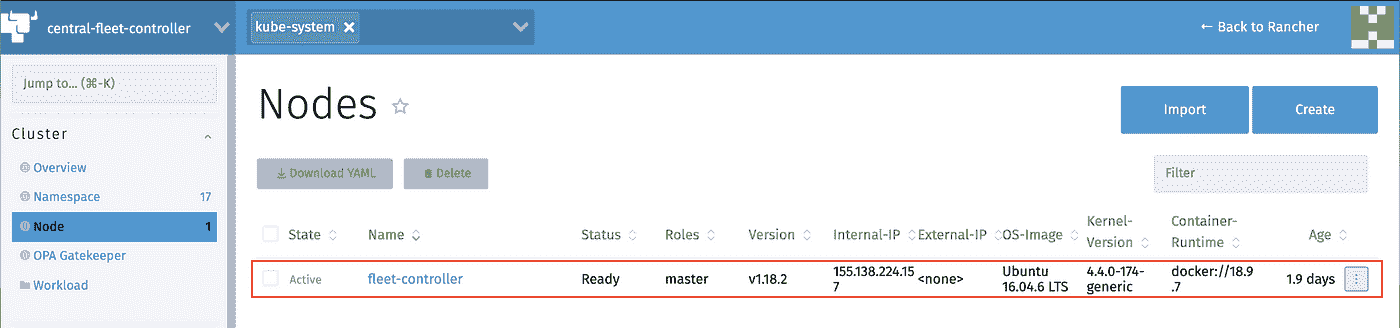 central-fleet-controller
kube-system
← Back to Rancher
Jump to... (⌘-K)
Cluster
Overview
Namespace 17
Node 1
OPA Gatekeeper
Workload
Nodes
Import
Create
Download YAML
Delete
Filter
State Name Status Roles Version Internal-IP External-IP OS-Image Kernel-Version Container-Runtime Age
Active fleet-controller Ready master v1.18.2 155.138.224.157 <none> Ubuntu 16.04.6 LTS 4.4.0-174-generic docker://18.9.7 1.9 days